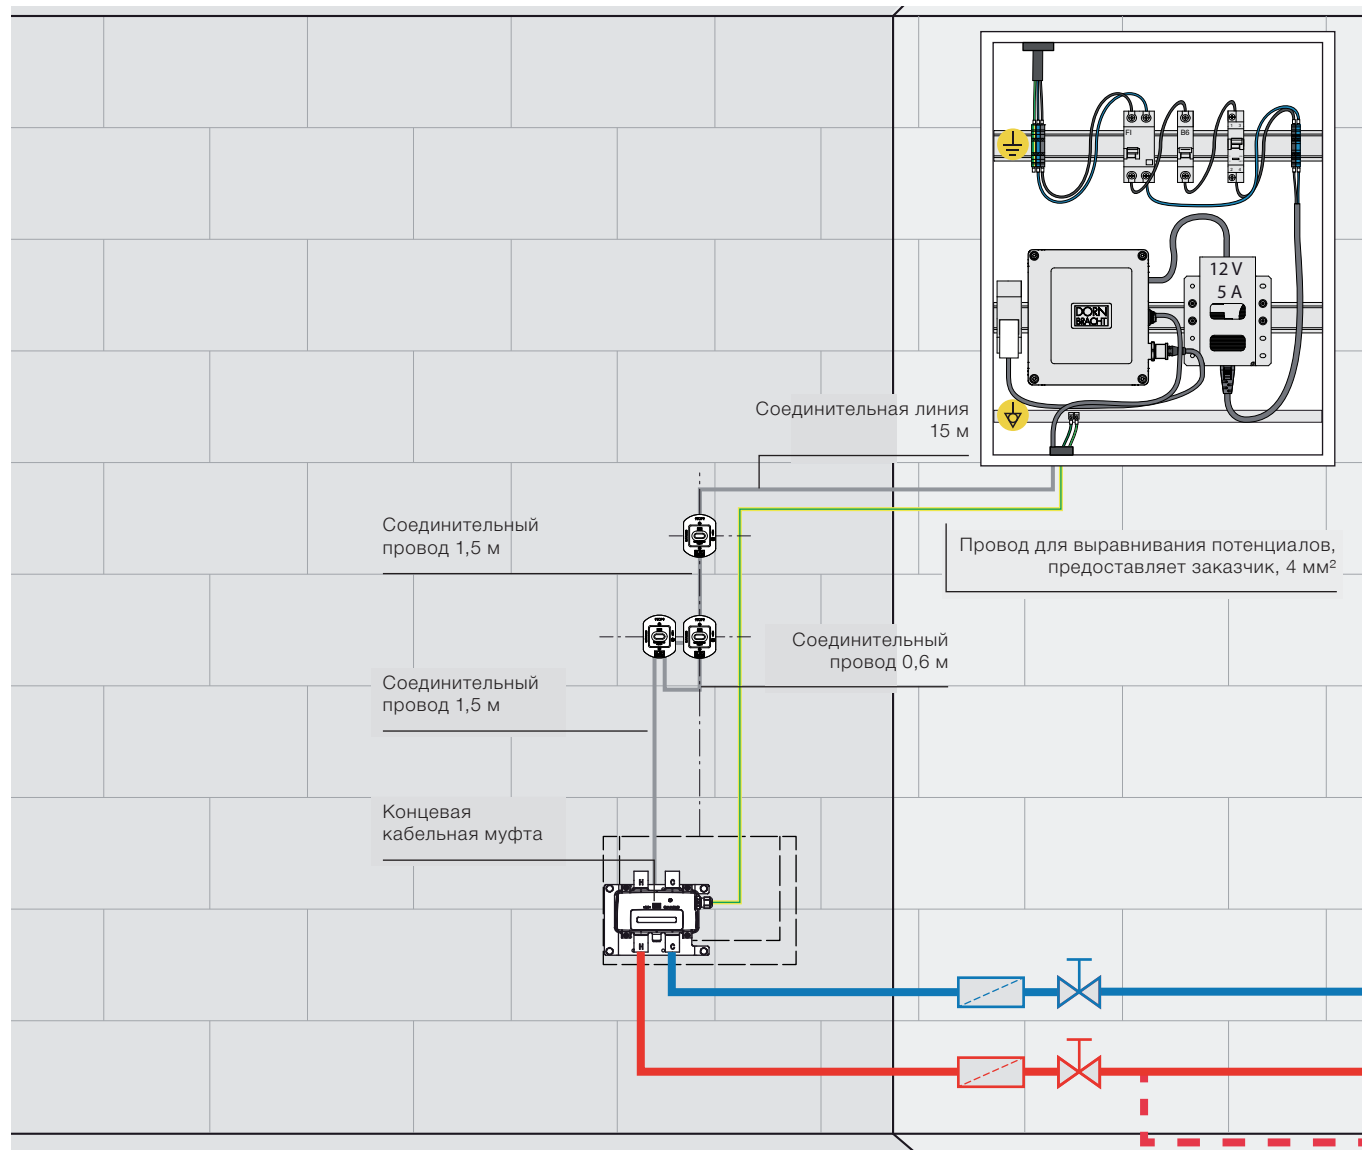 FI
B6
12 V
5 A
DORN
BRACHT
Соединительная линия
15 м
Соединительный
провод 1,5 м
Провод для выравнивания потенциалов,
предоставляет заказчик, 4 мм²
Соединительный
провод 0,6 м
Соединительный
провод 1,5 м
Концевая
кабельная муфта
H C
H C